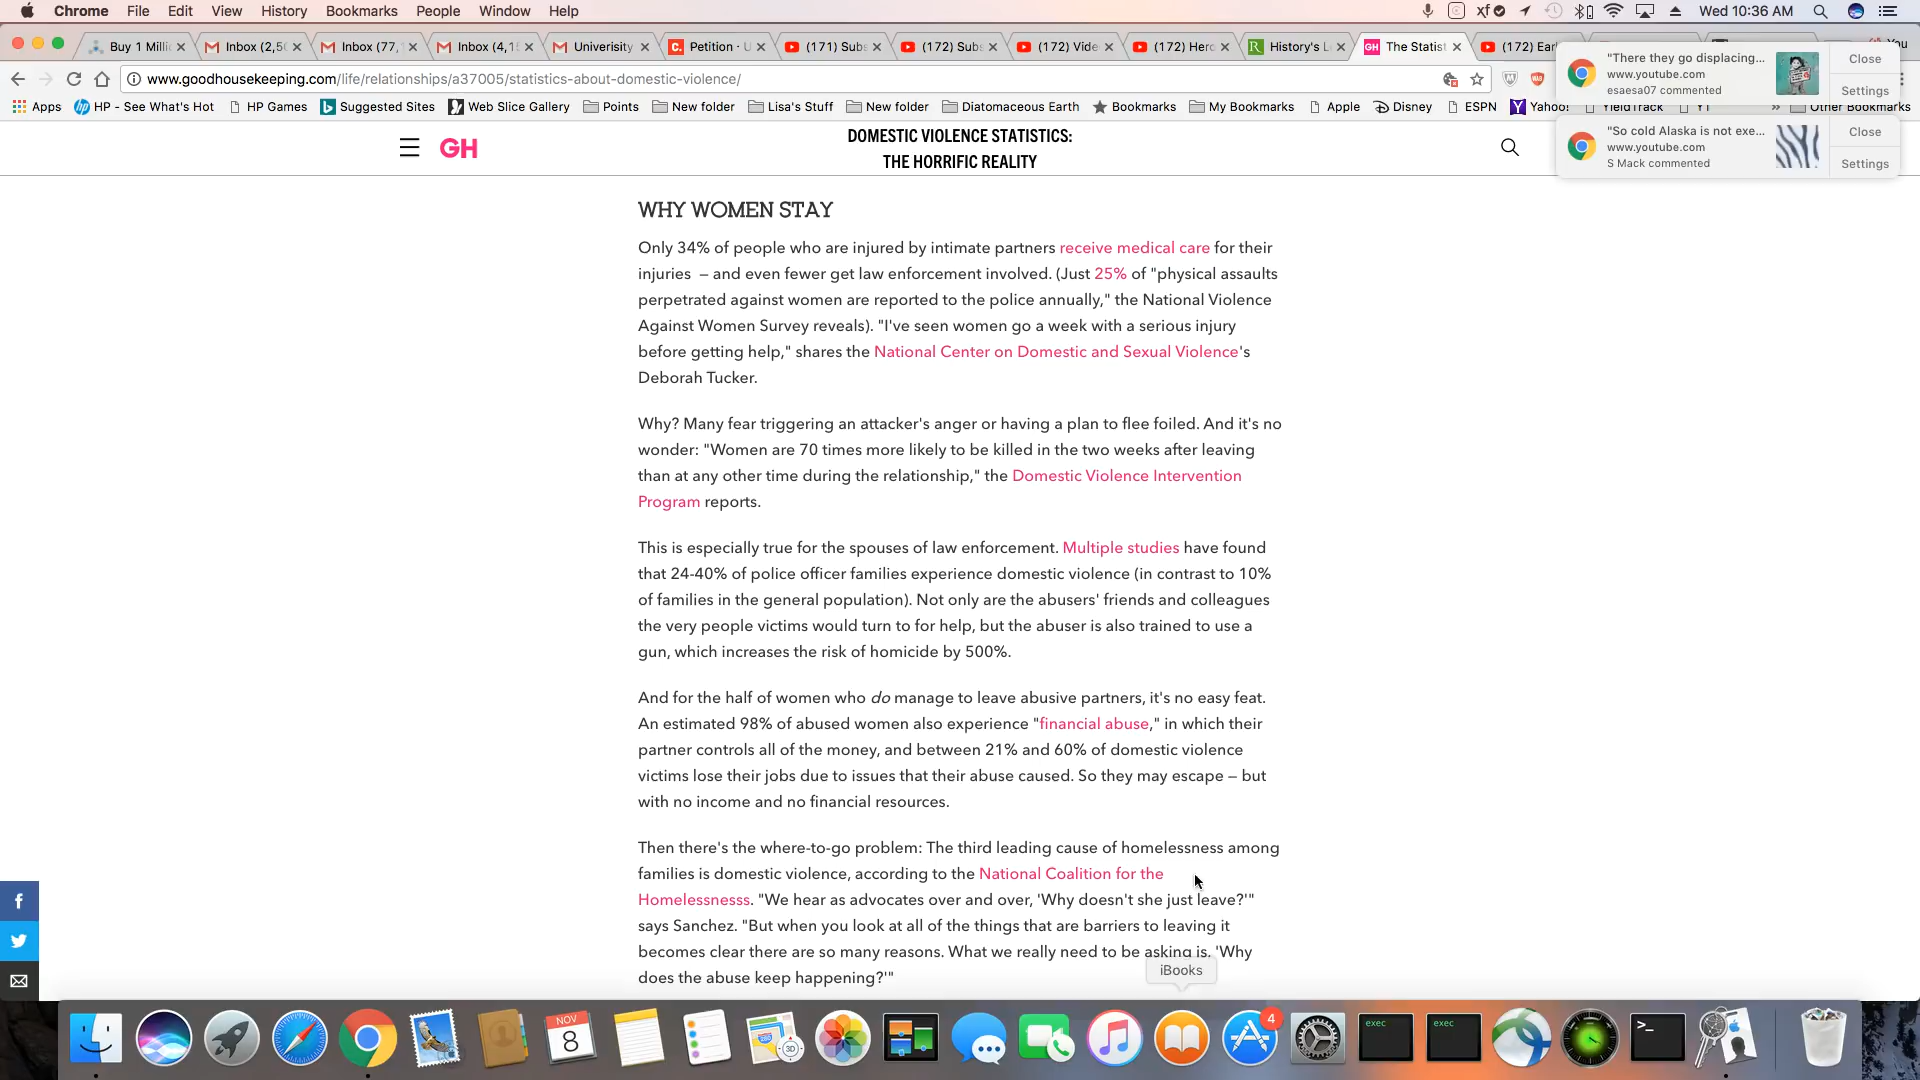 Chrome File Edit View History Bookmarks People Window Help Wed 10:36 AM
Buy 1 Milli Inbox (2,5 Inbox (77, Inbox (4,1 Univerisity Petition - U (171) Subs (172) Subs (172) Vide (172) Her History's L The Statist (172) Ear You
www.goodhousekeeping.com/life/relationships/a37005/statistics-about-domestic-violence/
Apps HP - See What's Hot HP Games Suggested Sites Web Slice Gallery Points New folder Lisa's Stuff New folder Diatomaceous Earth Bookmarks My Bookmarks Apple Disney ESPN Yahoo! YieldTrack YT » Other Bookmarks
"There they go displacing...
www.youtube.com
esaesa07 commented
Close
Settings
"So cold Alaska is not exe...
www.youtube.com
S Mack commented
Close
Settings
GH
DOMESTIC VIOLENCE STATISTICS:
THE HORRIFIC REALITY
WHY WOMEN STAY
Only 34% of people who are injured by intimate partners receive medical care for their
injuries – and even fewer get law enforcement involved. (Just 25% of "physical assaults
perpetrated against women are reported to the police annually," the National Violence
Against Women Survey reveals). "I've seen women go a week with a serious injury
before getting help," shares the National Center on Domestic and Sexual Violence's
Deborah Tucker.
Why? Many fear triggering an attacker's anger or having a plan to flee foiled. And it's no
wonder: "Women are 70 times more likely to be killed in the two weeks after leaving
than at any other time during the relationship," the Domestic Violence Intervention
Program reports.
This is especially true for the spouses of law enforcement. Multiple studies have found
that 24-40% of police officer families experience domestic violence (in contrast to 10%
of families in the general population). Not only are the abusers' friends and colleagues
the very people victims would turn to for help, but the abuser is also trained to use a
gun, which increases the risk of homicide by 500%.
And for the half of women who do manage to leave abusive partners, it's no easy feat.
An estimated 98% of abused women also experience "financial abuse," in which their
partner controls all of the money, and between 21% and 60% of domestic violence
victims lose their jobs due to issues that their abuse caused. So they may escape – but
with no income and no financial resources.
Then there's the where-to-go problem: The third leading cause of homelessness among
families is domestic violence, according to the National Coalition for the
Homelessnesss. "We hear as advocates over and over, 'Why doesn't she just leave?'"
says Sanchez. "But when you look at all of the things that are barriers to leaving it
becomes clear there are so many reasons. What we really need to be asking is, 'Why
does the abuse keep happening?'"
iBooks
NOV
8
280
3D
4
exec
exec
>_